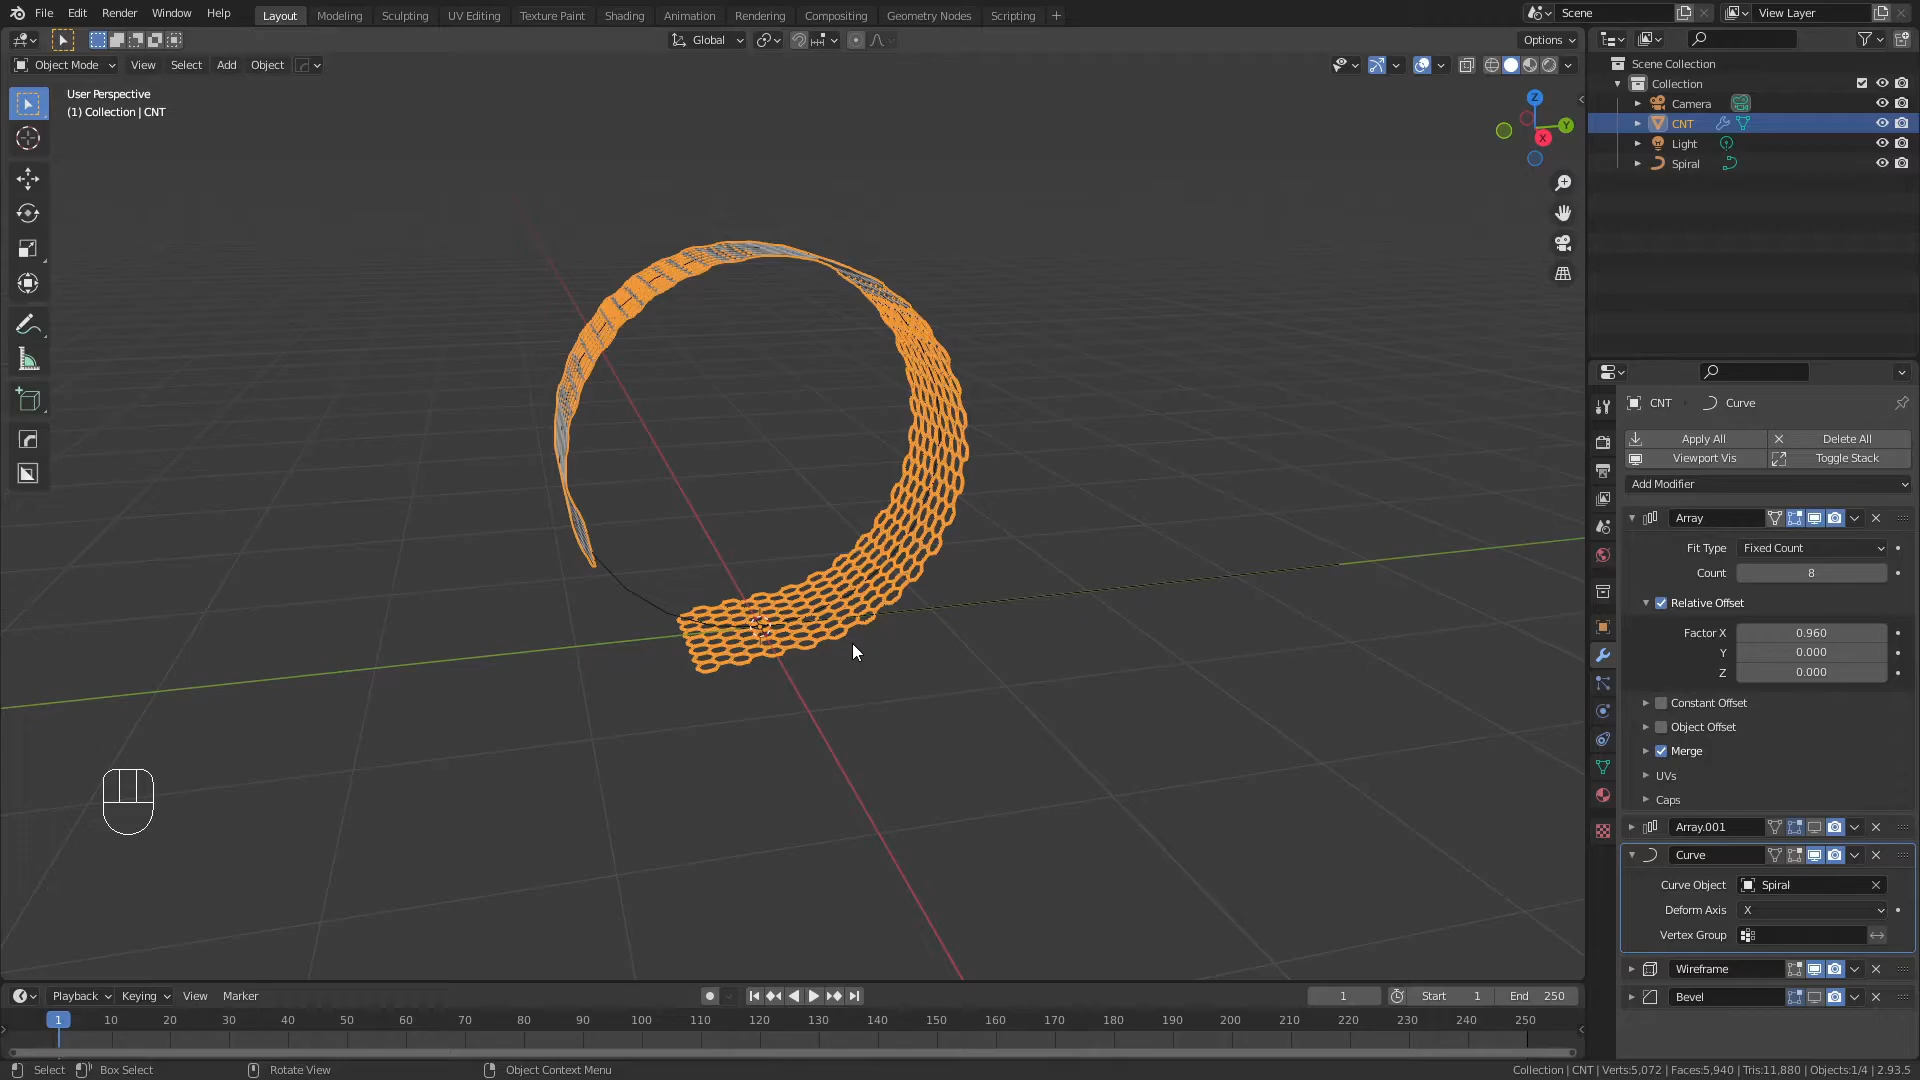 File Edit Render Window Help
Layout Modeling Sculpting UV Editing Texture Paint Shading Animation Rendering Compositing Geometry Nodes Scripting +
Scene
View Layer
Global
Options
Object Mode View Select Add Object
User Perspective
(1) Collection | CNT
Z
Y
X
Scene Collection
Collection
Camera
CNT
Light
Spiral
CNT Curve
Apply All Delete All
Viewport Vis Toggle Stack
Add Modifier
Array
Fit Type Fixed Count
Count 8
Relative Offset
Factor X 0.960
Y 0.000
Z 0.000
Constant Offset
Object Offset
Merge
UVs
Caps
Array.001
Curve
Curve Object Spiral
Deform Axis X
Vertex Group
Wireframe
Bevel
Playback Keying View Marker
1
Start 1
End 250
1 10 20 30 40 50 60 70 80 90 100 110 120 130 140 150 160 170 180 190 200 210 220 230 240 250
Select Box Select Rotate View Object Context Menu
Collection | CNT | Verts:5,072 | Faces:5,940 | Tris:11,880 | Objects:1/4 | 2.93.5